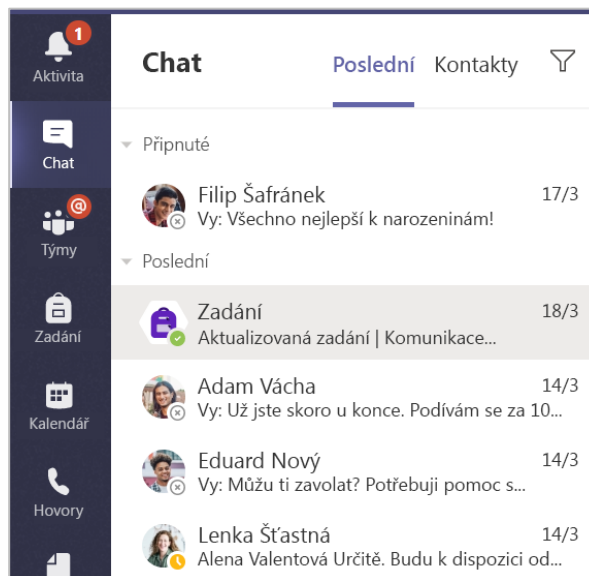 1
Aktivita
Chat
@
Týmy
Zadání
Kalendář
Hovory
Chat
Poslední Kontakty
Připnuté
Filip Šafránek 17/3
Vy: Všechno nejlepší k narozeninám!
Poslední
Zadání 18/3
Aktualizovaná zadání | Komunikace...
Adam Vácha 14/3
Vy: Už jste skoro u konce. Podívám se za 10...
Eduard Nový 14/3
Vy: Můžu ti zavolat? Potřebuji pomoc s...
Lenka Šťastná 14/3
Alena Valentová Určitě. Budu k dispozici od...